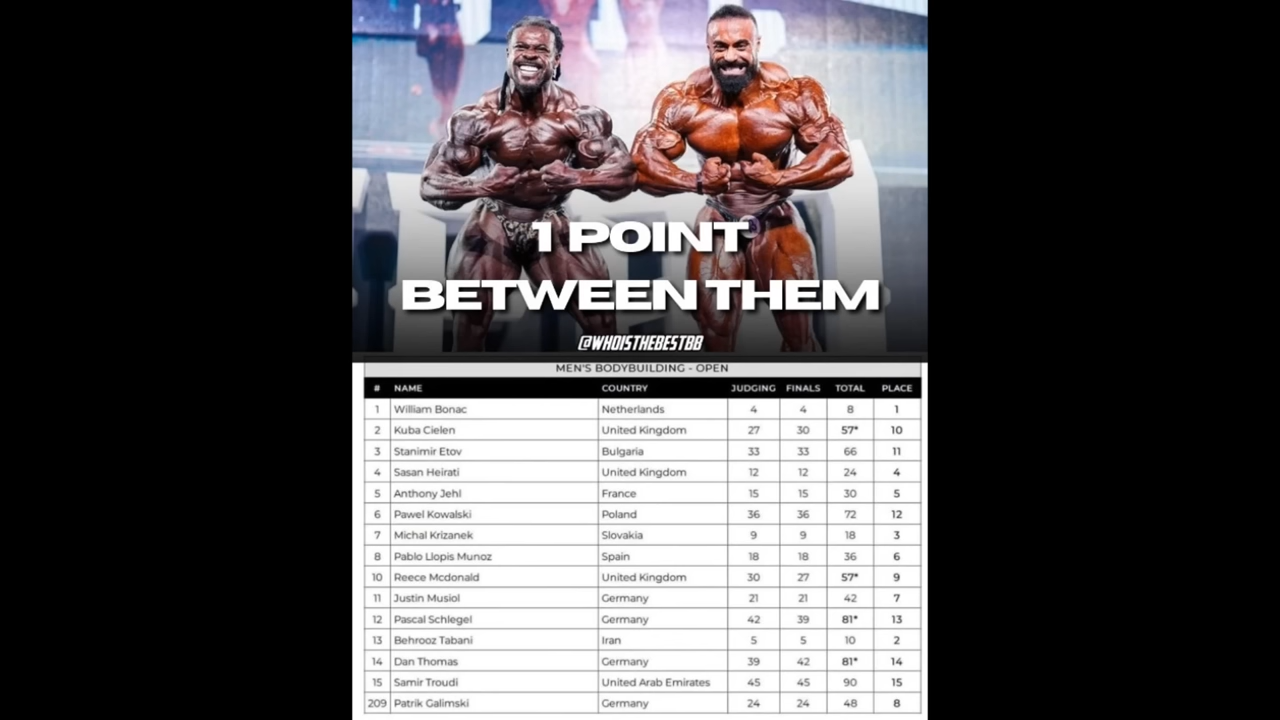 1 POINT
BETWEEN THEM
@WHOISTHEBESTBB
MEN'S BODYBUILDING - OPEN
# NAME COUNTRY JUDGING FINALS TOTAL PLACE
1 William Bonac Netherlands 4 4 8 1
2 Kuba Cielen United Kingdom 27 30 57* 10
3 Stanimir Etov Bulgaria 33 33 66 11
4 Sasan Heirati United Kingdom 12 12 24 4
5 Anthony Jehl France 15 15 30 5
6 Pawel Kowalski Poland 36 36 72 12
7 Michal Krizanek Slovakia 9 9 18 3
8 Pablo Llopis Munoz Spain 18 18 36 6
10 Reece Mcdonald United Kingdom 30 27 57* 9
11 Justin Musiol Germany 21 21 42 7
12 Pascal Schlegel Germany 42 39 81* 13
13 Behrooz Tabani Iran 5 5 10 2
14 Dan Thomas Germany 39 42 81* 14
15 Samir Troudi United Arab Emirates 45 45 90 15
209 Patrik Galimski Germany 24 24 48 8